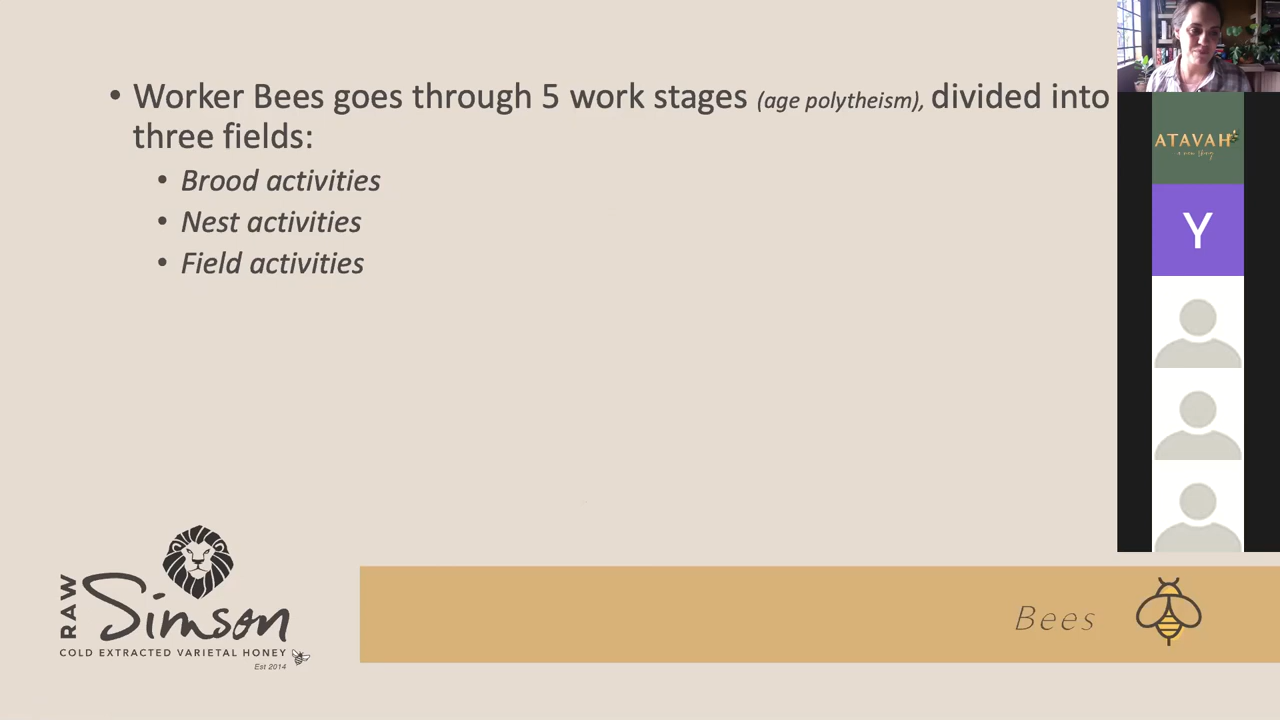 • Worker Bees goes through 5 work stages (age polytheism), divided into
three fields:
• Brood activities
• Nest activities
• Field activities
ATAVAH
Y
RAW
Simson
COLD EXTRACTED VARIETAL HONEY
Est 2014
Bees